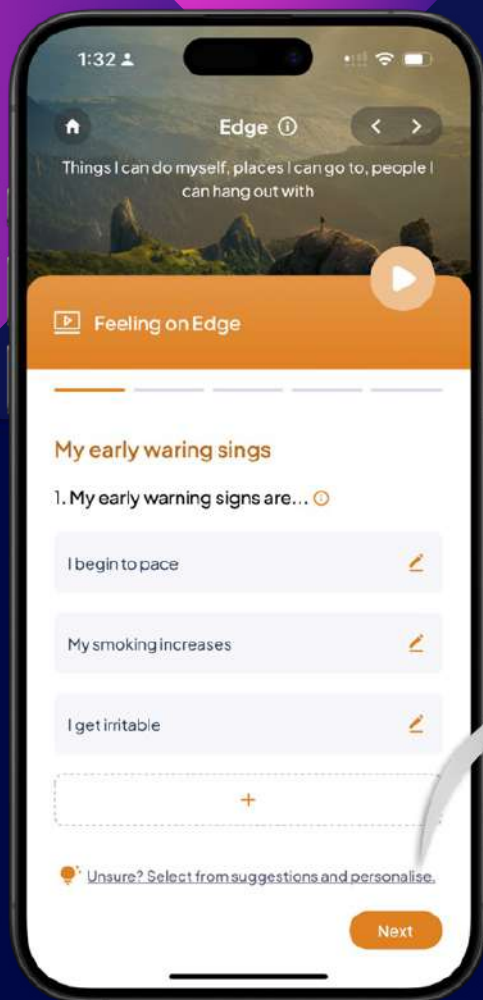 1:32
Edge
Things I can do myself, places I can go to, people I
can hang out with
Feeling on Edge
My early waring sings
1. My early warning signs are...
I begin to pace
My smoking increases
I get irritable
+
Unsure? Select from suggestions and personalise.
Next